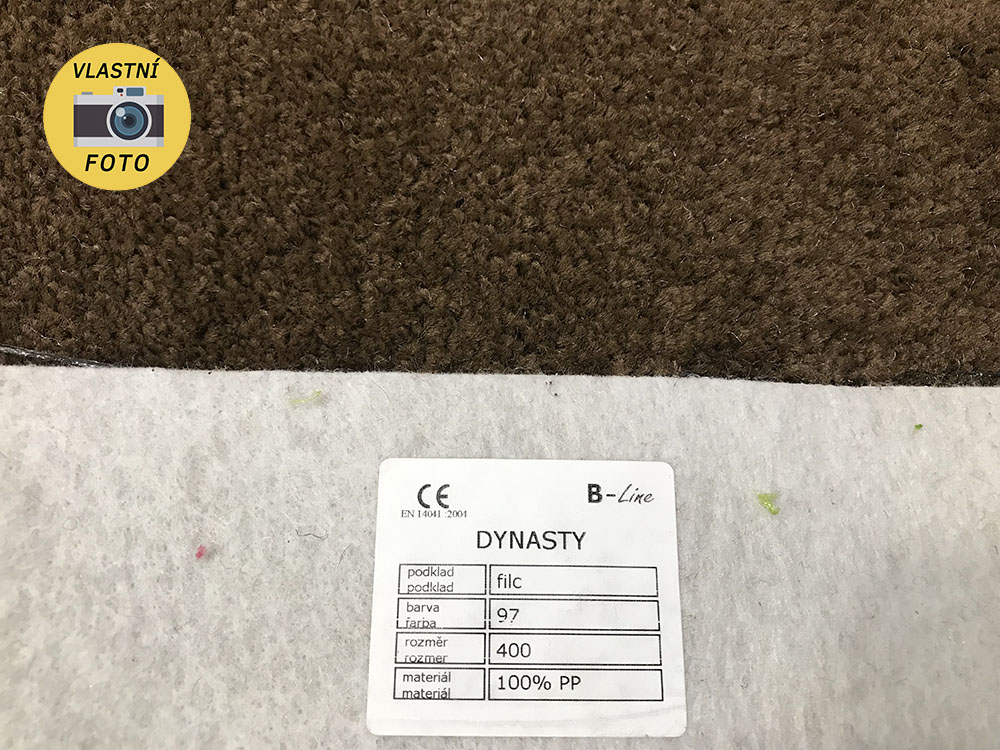 VLASTNÍ
FOTO
CE
EN 14041 :2004
B-Line
DYNASTY
podklad
podklad
filc
barva
farba
97
rozměr
rozmer
400
materiál
materiál
100% PP